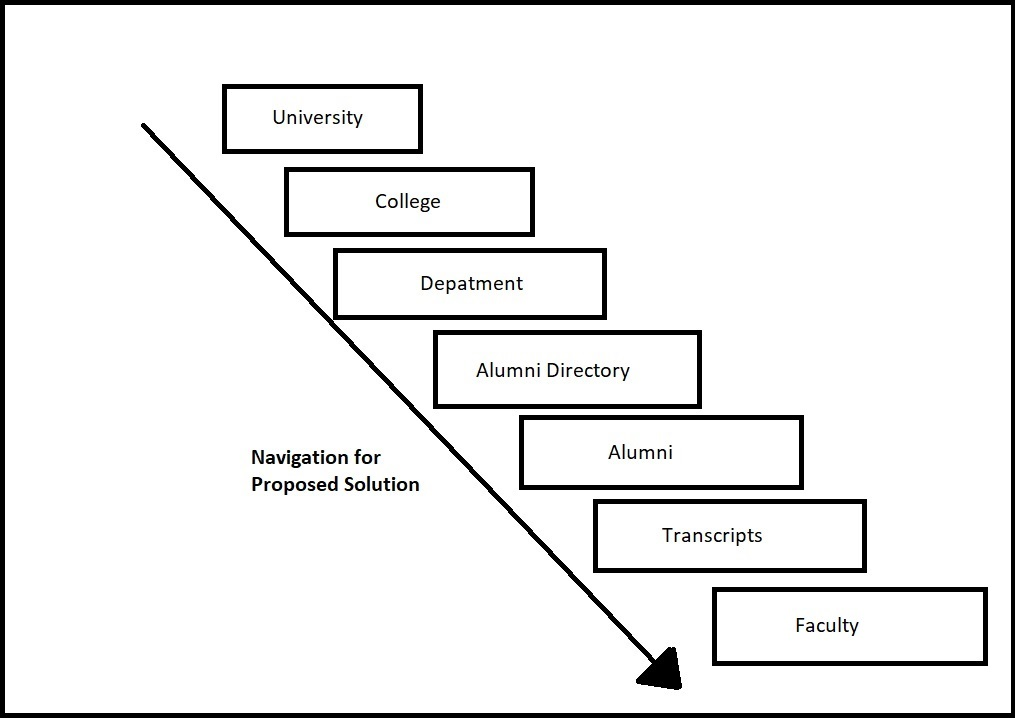 University
College
Depatment
Alumni Directory
Alumni
Navigation for
Proposed Solution
Transcripts
Faculty